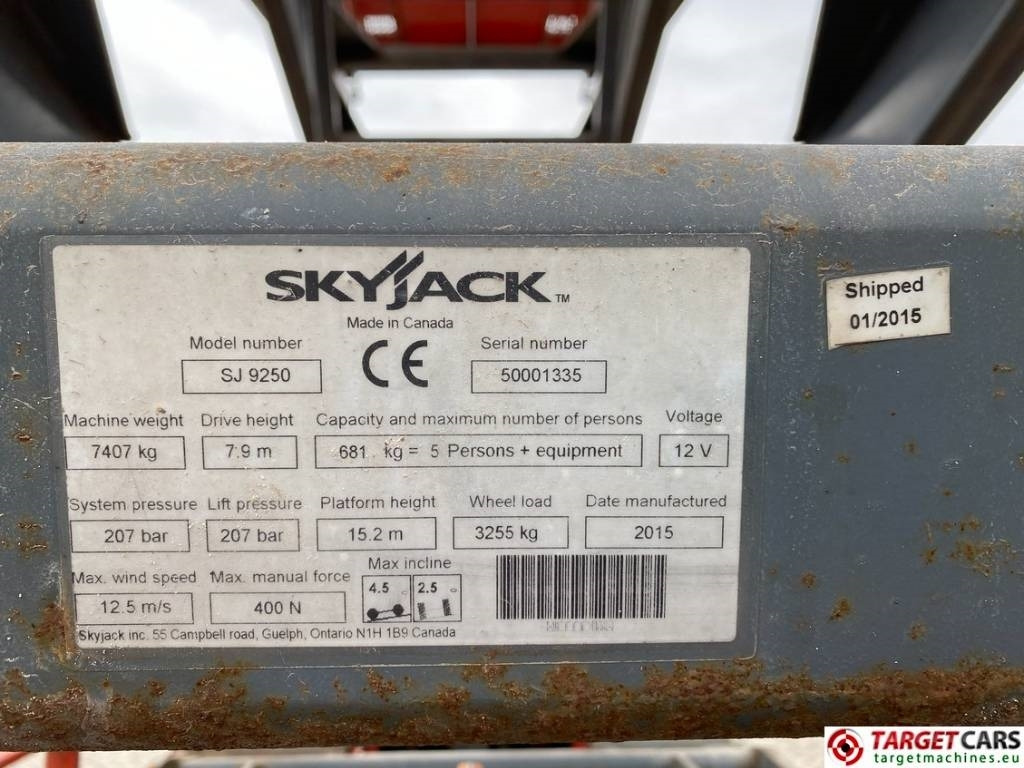 SKYJACK™
Made in Canada
Model number
SJ 9250
CE
Serial number
50001335
Machine weight Drive height Capacity and maximum number of persons Voltage
7407 kg 7.9 m 681 kg = 5 Persons + equipment 12 V
System pressure Lift pressure Platform height Wheel load Date manufactured
207 bar 207 bar 15.2 m 3255 kg 2015
Max. wind speed Max. manual force Max incline
12.5 m/s 400 N 4.5 ° 2.5 °
Skyjack inc. 55 Campbell road, Guelph, Ontario N1H 1B9 Canada
Shipped
01/2015
TARGETCARS
targetmachines.eu